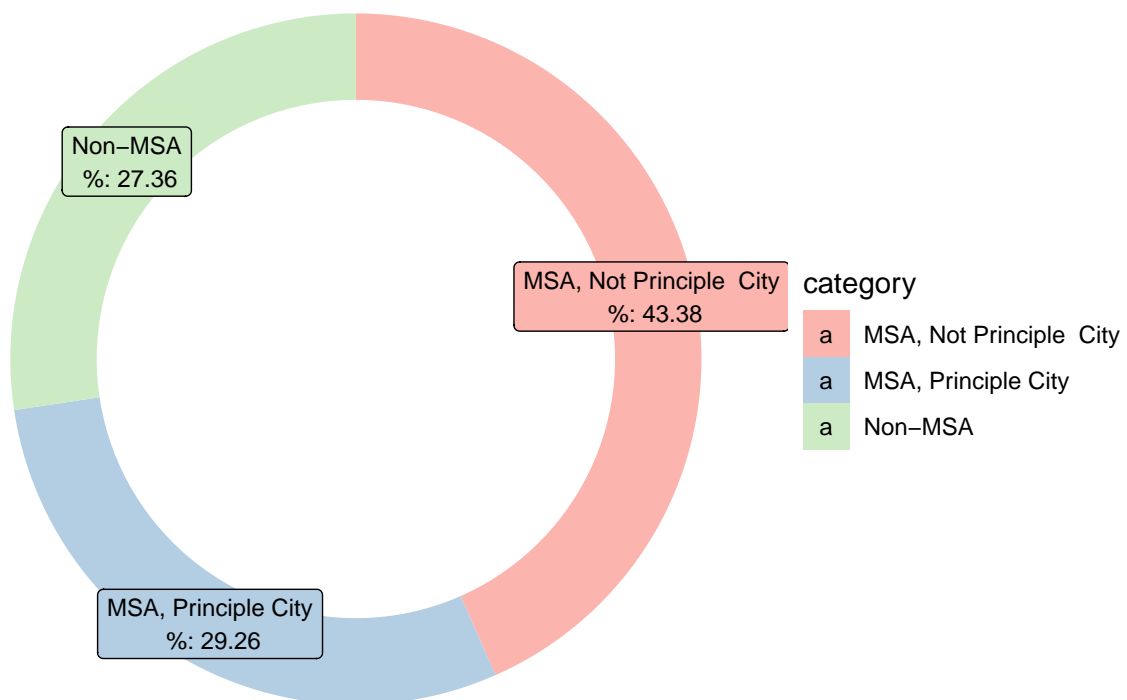 Non−MSA
%: 27.36
MSA, Not Principle  City
%: 43.38
MSA, Principle City
%: 29.26
category
a MSA, Not Principle  City
a MSA, Principle City
a Non−MSA